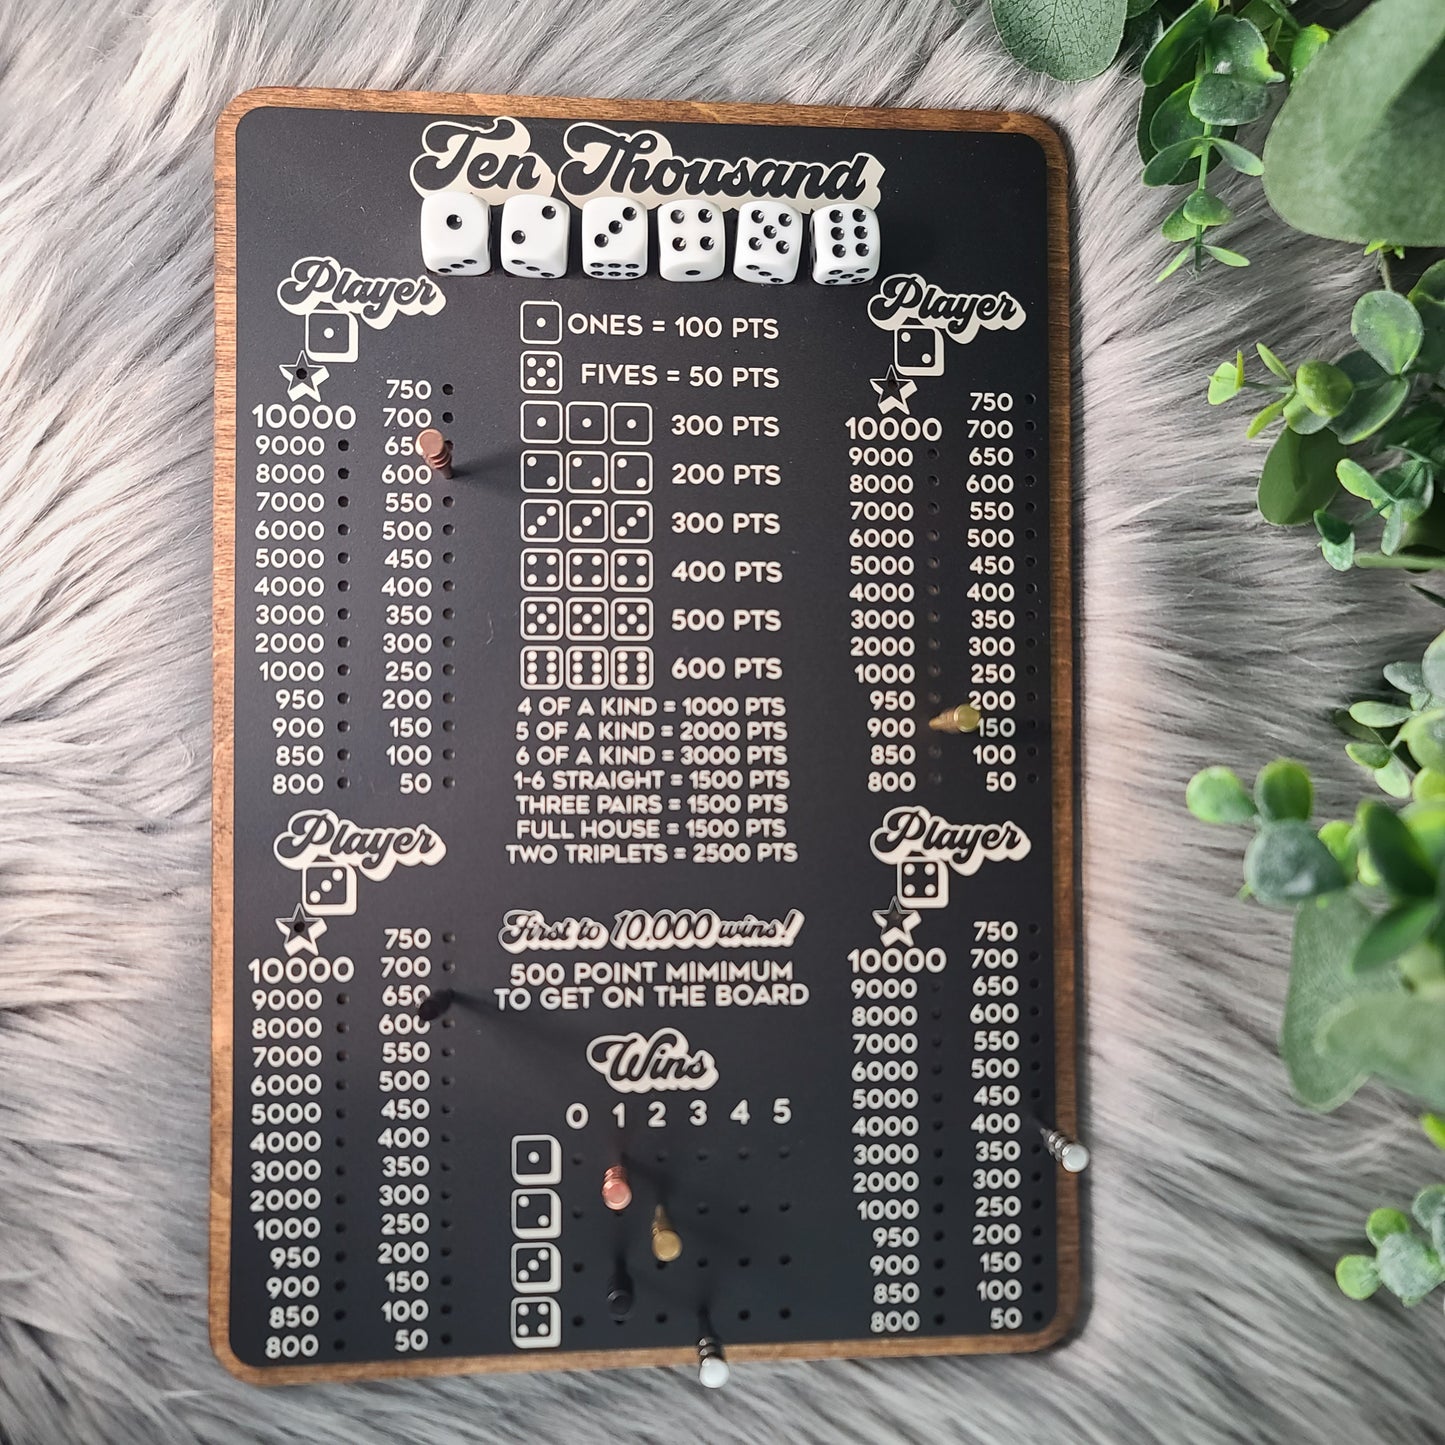 Ten Thousand
Player
750
10000 700
9000 650
8000 600
7000 550
6000 500
5000 450
4000 400
3000 350
2000 300
1000 250
950 200
900 150
850 100
800 50
ONES = 100 PTS
FIVES = 50 PTS
300 PTS
200 PTS
300 PTS
400 PTS
500 PTS
600 PTS
4 OF A KIND = 1000 PTS
5 OF A KIND = 2000 PTS
6 OF A KIND = 3000 PTS
1-6 STRAIGHT = 1500 PTS
THREE PAIRS = 1500 PTS
FULL HOUSE = 1500 PTS
TWO TRIPLETS = 2500 PTS
Player
750
10000 700
9000 650
8000 600
7000 550
6000 500
5000 450
4000 400
3000 350
2000 300
1000 250
950 200
900 150
850 100
800 50
Player
750
10000 700
9000 650
8000 600
7000 550
6000 500
5000 450
4000 400
3000 350
2000 300
1000 250
950 200
900 150
850 100
800 50
First to 10,000 wins!
500 POINT MIMIMUM
TO GET ON THE BOARD
Wins
0 1 2 3 4 5
Player
750
10000 700
9000 650
8000 600
7000 550
6000 500
5000 450
4000 400
3000 350
2000 300
1000 250
950 200
900 150
850 100
800 50